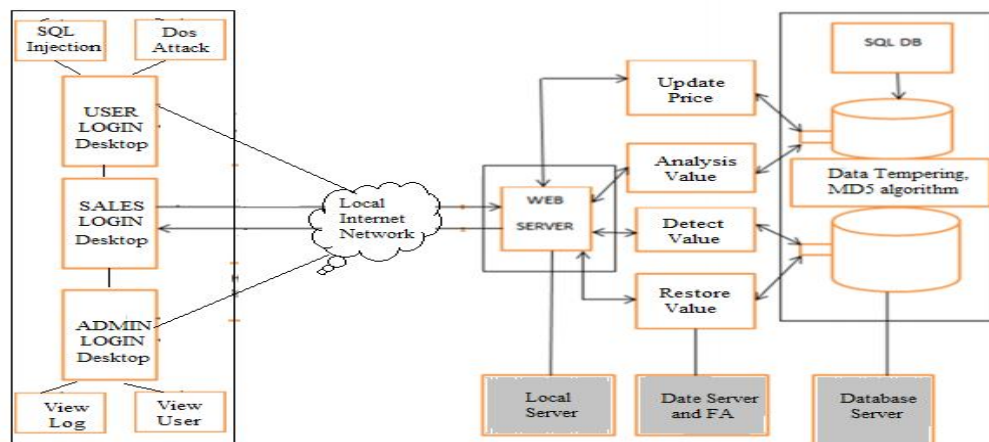 SQL
Injection
Dos
Attack
USER
LOGIN
Desktop
SALES
LOGIN
Desktop
ADMIN
LOGIN
Desktop
View
Log
View
User
Local
Internet
Network
WEB
SERVER
Update
Price
Analysis
Value
Detect
Value
Restore
Value
SQL DB
Data Tempering,
MD5 algorithm
Local
Server
Date Server
and FA
Database
Server